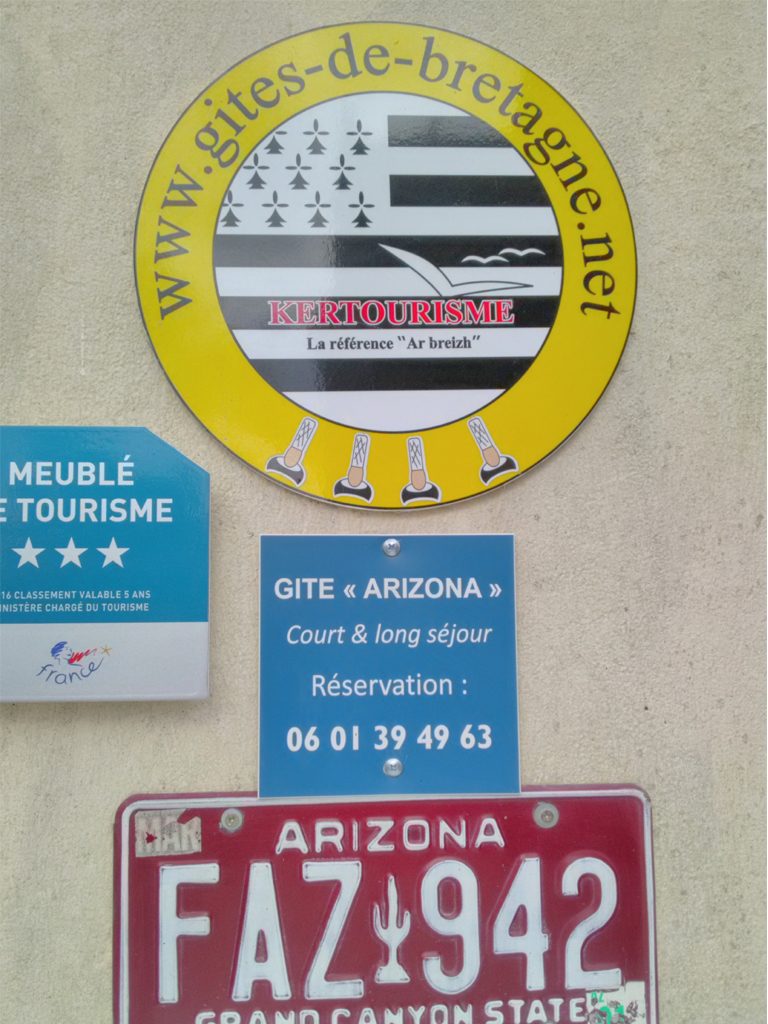 www.gites-de-bretagne.net
KERTOURISME
La référence "Ar breizh"
MEUBLÉ
E TOURISME
16 CLASSEMENT VALABLE 5 ANS
INISTÈRE CHARGÉ DU TOURISME
france
GITE « ARIZONA »
Court & long séjour
Réservation :
06 01 39 49 63
MAR
ARIZONA
FAZ 942
GRAND CANYON STATE